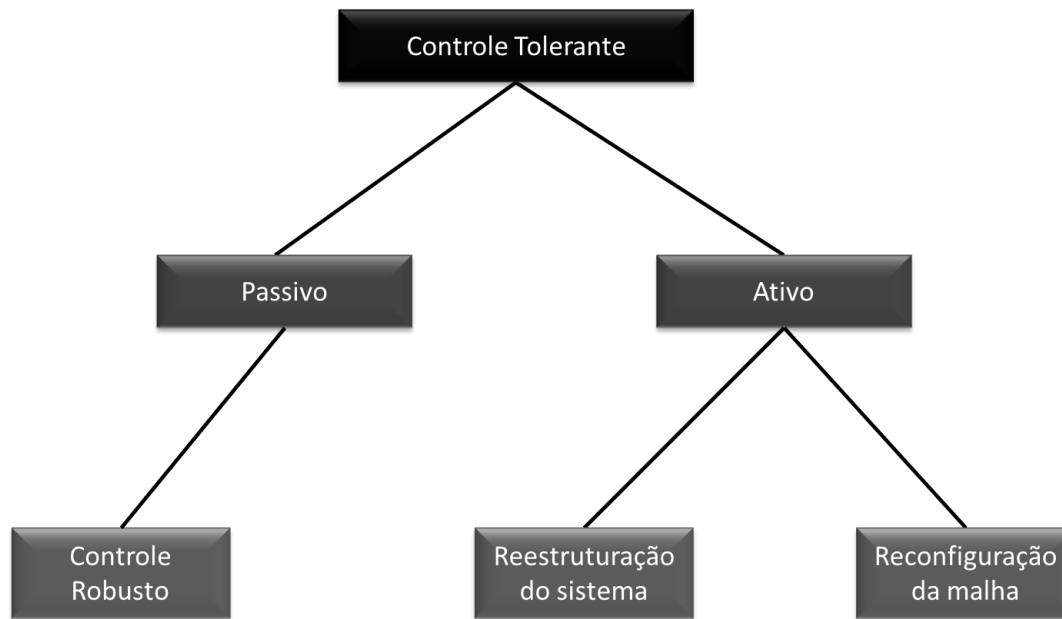 Controle Tolerante
Passivo
Ativo
Controle
Robusto
Reestruturação
do sistema
Reconfiguração
da malha